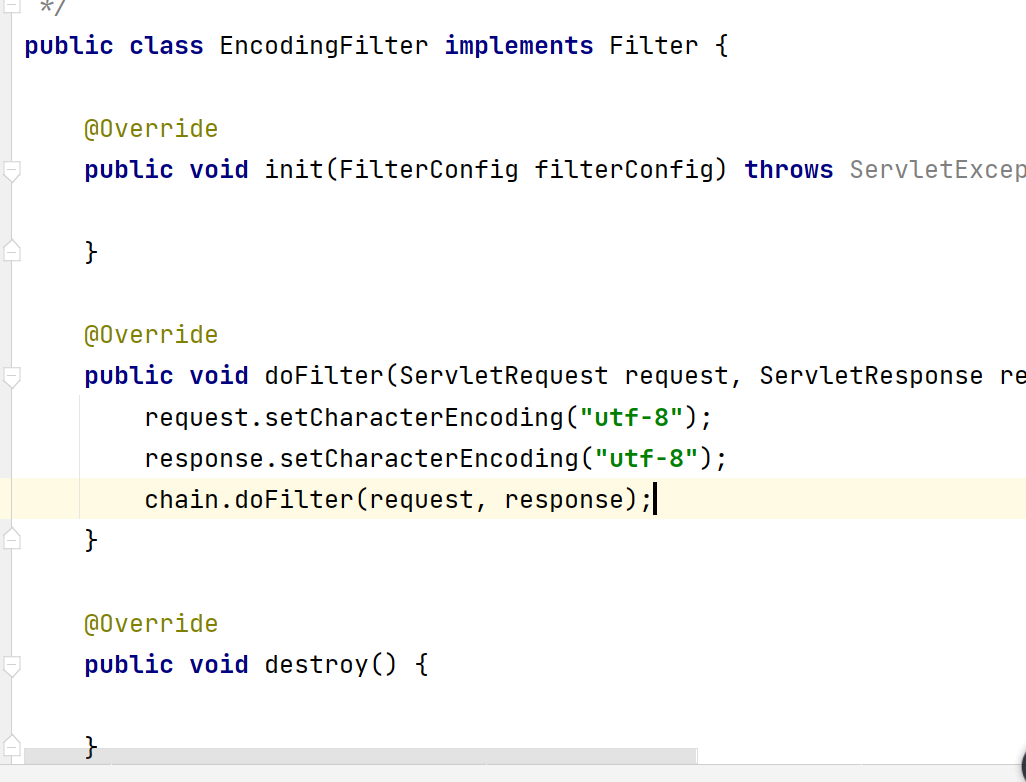 */
public class EncodingFilter implements Filter {
@Override
public void init(FilterConfig filterConfig) throws ServletExcep
}
@Override
public void doFilter(ServletRequest request, ServletResponse re
request.setCharacterEncoding("utf-8");
response.setCharacterEncoding("utf-8");
chain.doFilter(request, response);
}
@Override
public void destroy() {
}